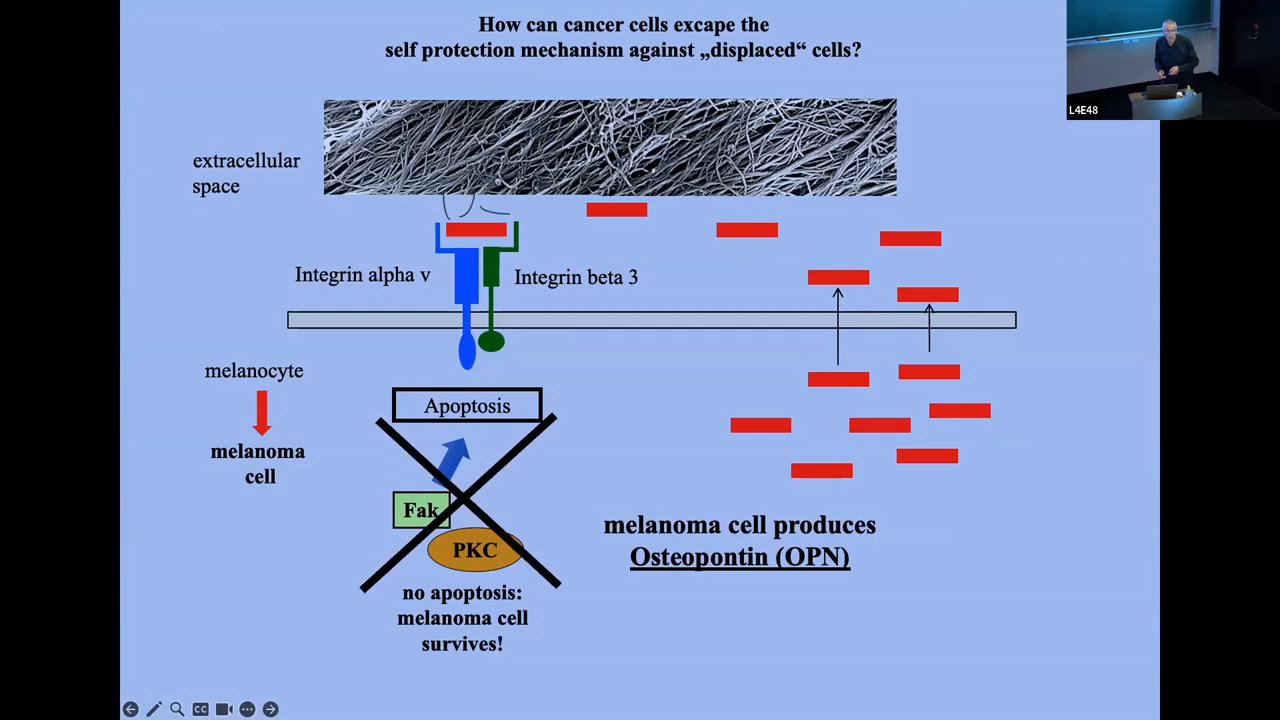 How can cancer cells excape the
self protection mechanism against „displaced“ cells?
L4E48
extracellular
space
Integrin alpha v
Integrin beta 3
melanocyte
melanoma
cell
Apoptosis
Fak
PKC
no apoptosis:
melanoma cell
survives!
melanoma cell produces
Osteopontin (OPN)
CC